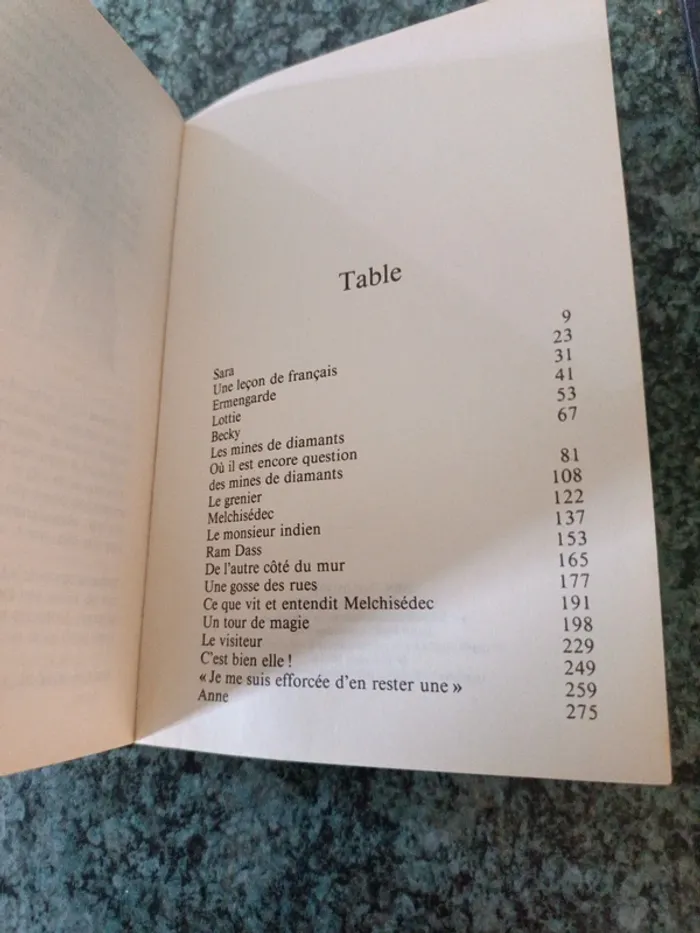 Table
Sara 9
Une leçon de français 23
Ermengarde 31
Lottie 41
Becky 53
Les mines de diamants 67
Où il est encore question
des mines de diamants 81
Le grenier 108
Melchisédec 122
Le monsieur indien 137
Ram Dass 153
De l'autre côté du mur 165
Une gosse des rues 177
Ce que vit et entendit Melchisédec 191
Un tour de magie 198
Le visiteur 229
C'est bien elle ! 249
« Je me suis efforcée d'en rester une » 259
Anne 275